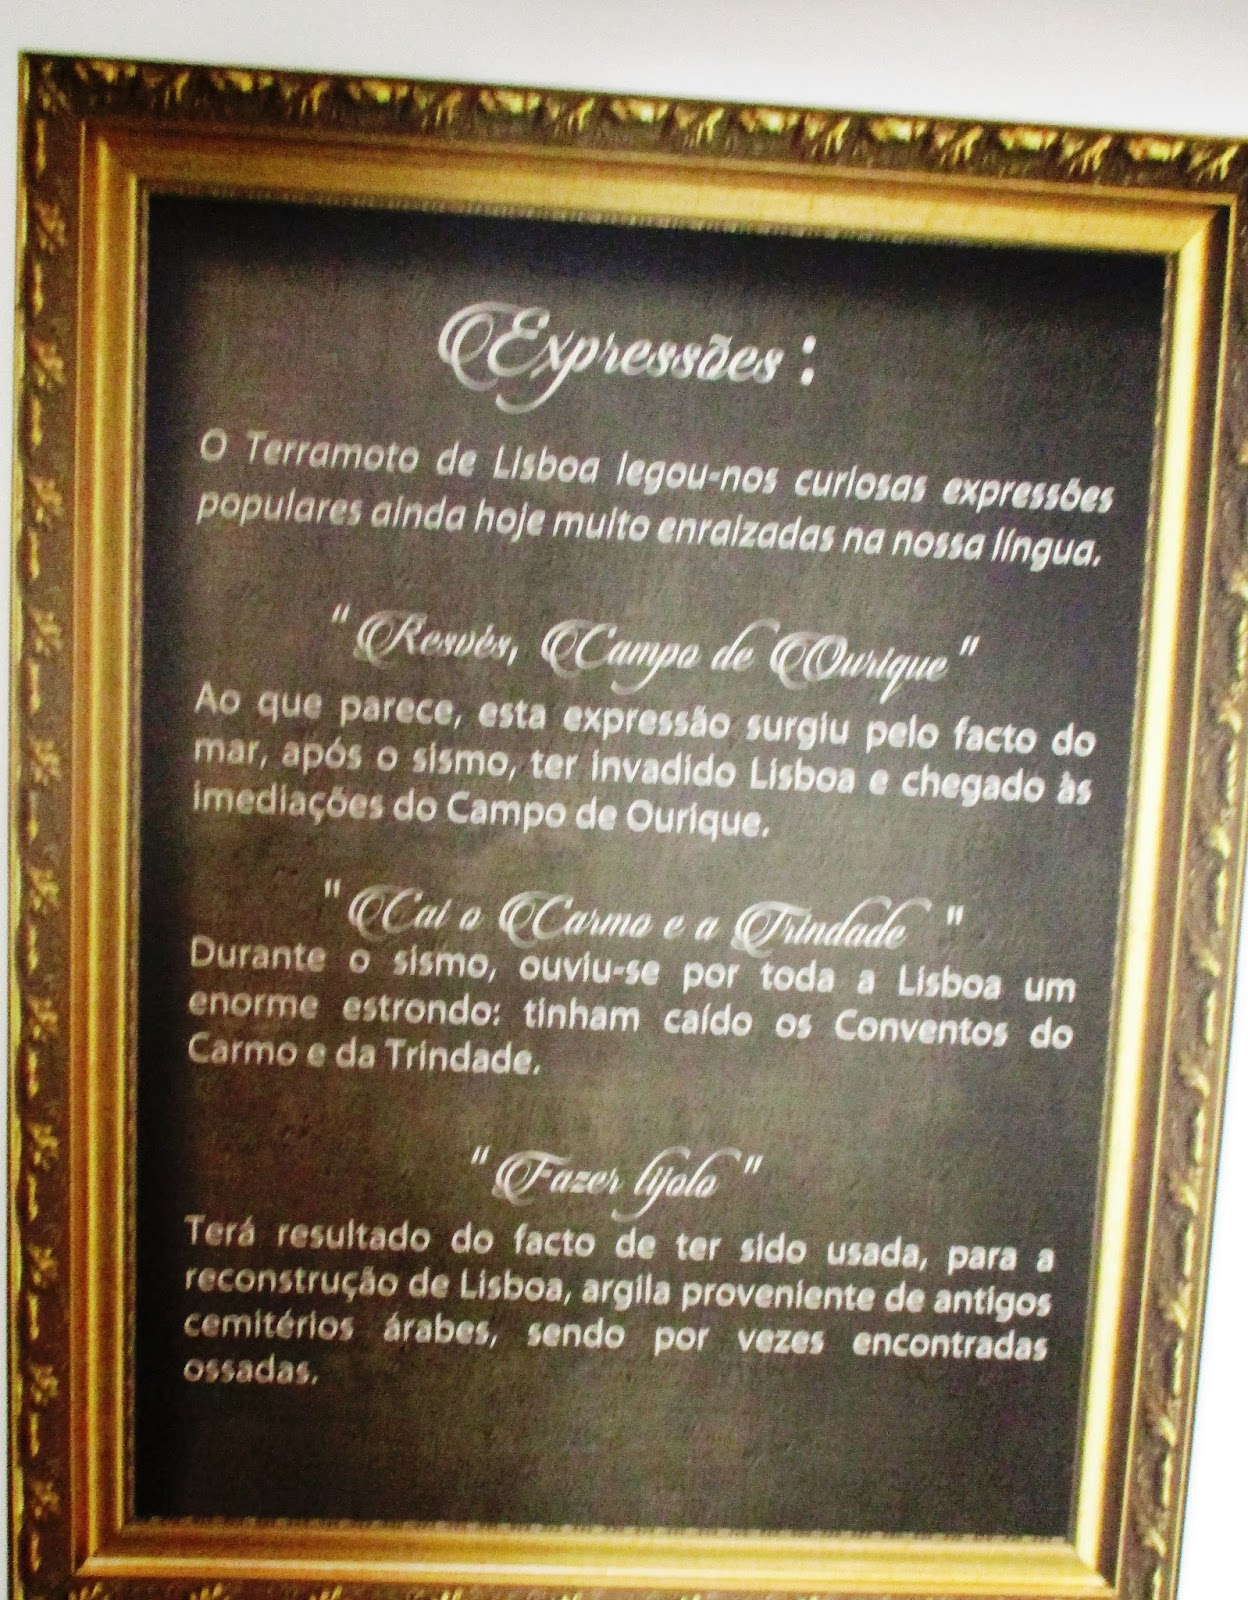 Expressões :
O Terramoto de Lisboa legou-nos curiosas expressões
populares ainda hoje muito enraizadas na nossa língua.
" Resvés, Campo de Ourique "
Ao que parece, esta expressão surgiu pelo facto do
mar, após o sismo, ter invadido Lisboa e chegado às
imediações do Campo de Ourique.
" Cai o Carmo e a Trindade "
Durante o sismo, ouviu-se por toda a Lisboa um
enorme estrondo: tinham caído os Conventos do
Carmo e da Trindade.
" Fazer tijolo "
Terá resultado do facto de ter sido usada, para a
reconstrução de Lisboa, argila proveniente de antigos
cemitérios árabes, sendo por vezes encontradas
ossadas.